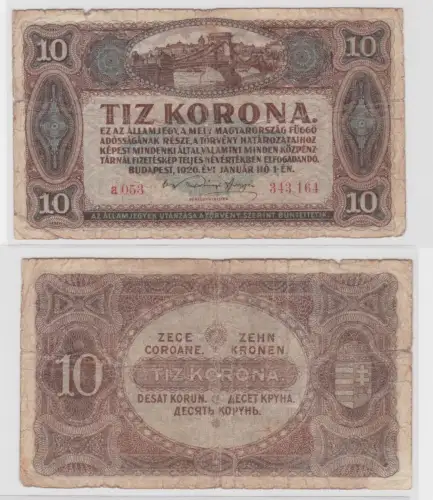 10
10
TIZ KORONA.
EZ AZ ÁLLAMJEGY, A MELY MAGYARORSZÁG FÜGGŐ
ADÓSSÁGÁNAK RÉSZE, A TÖRVÉNY HATÁROZATAIHOZ
KÉPEST MINDENKI ÁLTAL, VALAMINT MINDEN KÖZPÉNZ-
TÁRNÁL FIZETÉSKÉP TELJES NÉVÉRTÉKBEN ELFOGADANDÓ.
BUDAPEST, 1920. ÉVI JANUÁR HÓ 1-ÉN.
a 053
343,164
10
10
AZ ÁLLAMJEGYEK UTÁNZÁSA A TÖRVÉNY SZERINT BÜNTETTETIK.
ZECE
COROANE.
ZEHN
KRONEN
10
TIZ KORONA.
DESAT KORUN.
ДЕСЕТ КРУНА.
ДЕСЯТЬ КОРУНЬ.